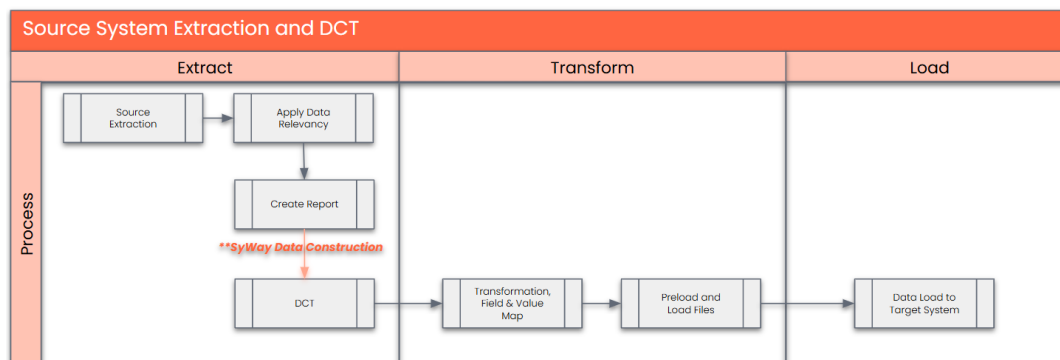 Source System Extraction and DCT
Extract
Transform
Load
Process
Source
Extraction
Apply Data
Relevancy
Create Report
**SyWay Data Construction
DCT
Transformation,
Field & Value
Map
Preload and
Load Files
Data Load to
Target System